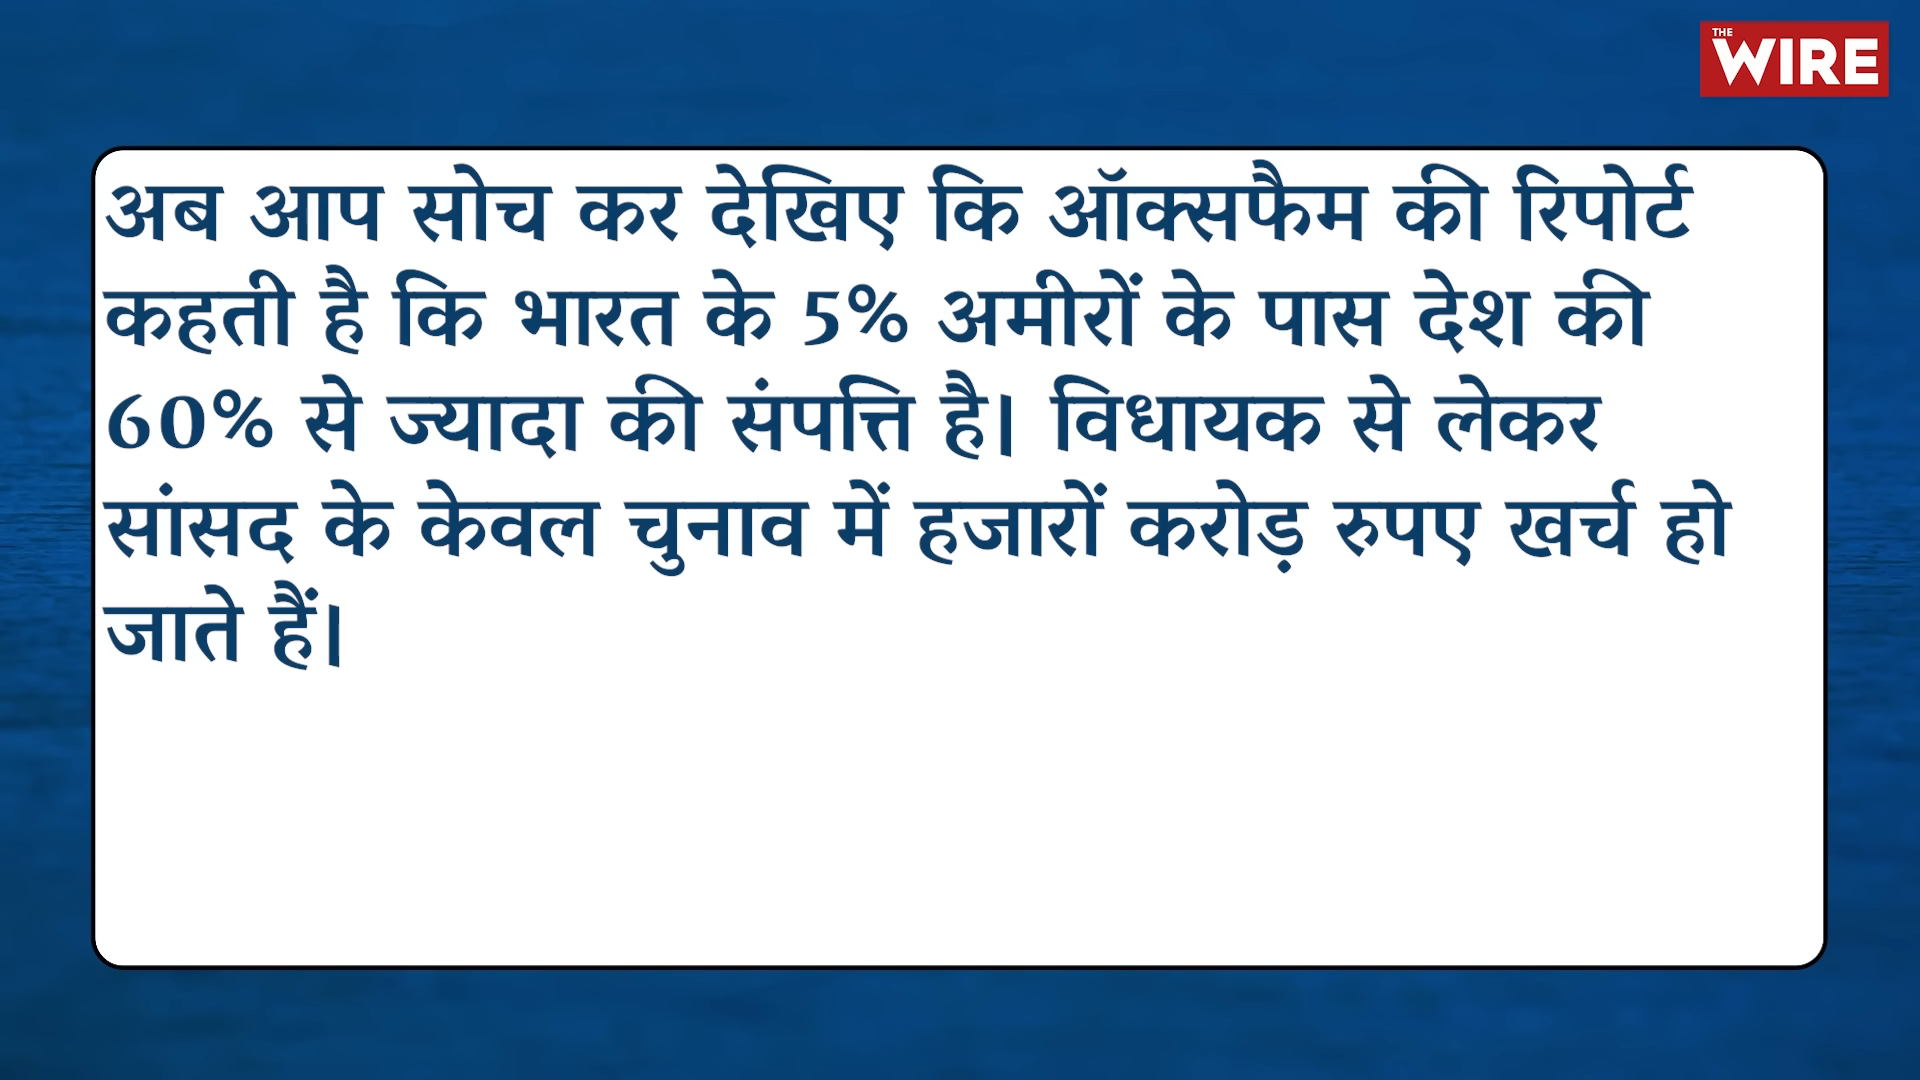 THE
WIRE
अब आप सोच कर देखिए कि ऑक्सफैम की रिपोर्ट
कहती है कि भारत के 5% अमीरों के पास देश की
60% से ज्यादा की संपत्ति है। विधायक से लेकर
सांसद के केवल चुनाव में हजारों करोड़ रुपए खर्च हो
जाते हैं।